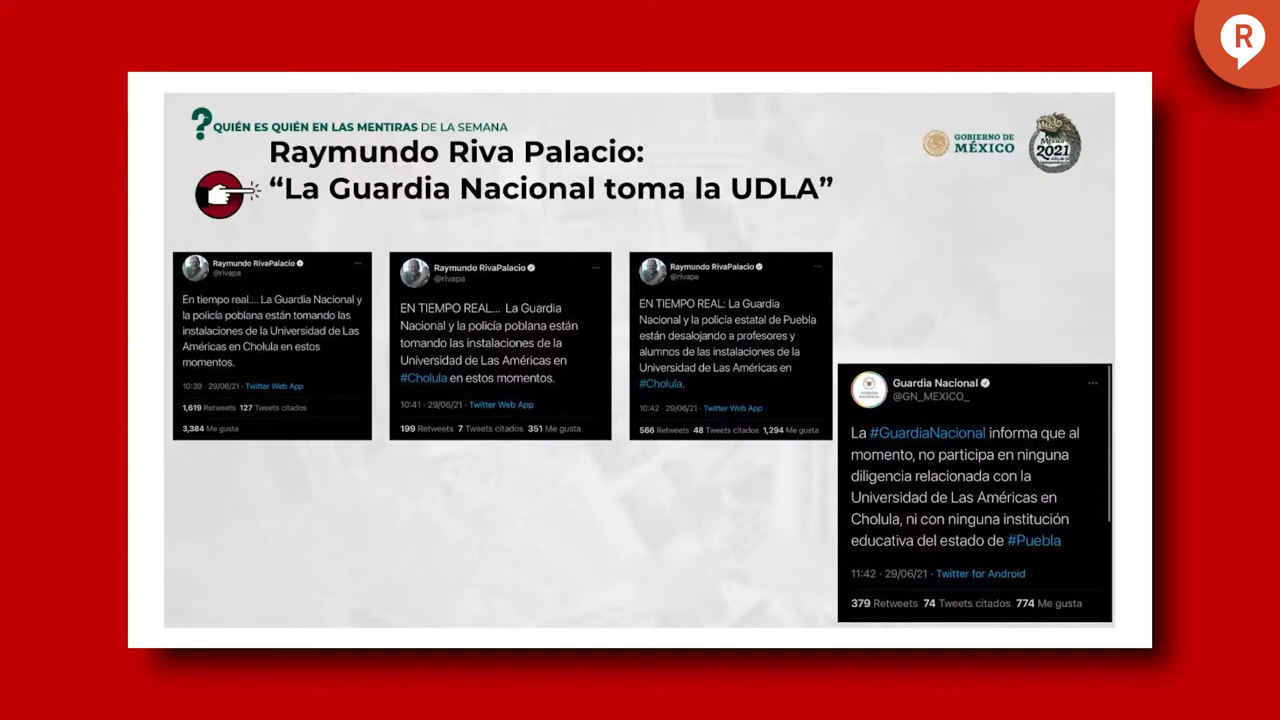 R
QUIÉN ES QUIÉN EN LAS MENTIRAS DE LA SEMANA
Raymundo Riva Palacio:
“La Guardia Nacional toma la UDLA”
GOBIERNO DE
MÉXICO
México
2021
Raymundo RivaPalacio
@rivapa
En tiempo real.... La Guardia Nacional y
la policía poblana están tomando las
instalaciones de la Universidad de Las
Américas en Cholula en estos
momentos.
10:39 · 29/06/21 · Twitter Web App
1,619 Retweets 127 Tweets citados
3,384 Me gusta
Raymundo RivaPalacio
@rivapa
EN TIEMPO REAL... La Guardia
Nacional y la policía poblana están
tomando las instalaciones de la
Universidad de Las Américas en
#Cholula en estos momentos.
10:41 · 29/06/21 · Twitter Web App
199 Retweets 7 Tweets citados 351 Me gusta
Raymundo RivaPalacio
@rivapa
EN TIEMPO REAL: La Guardia
Nacional y la policía estatal de Puebla
están desalojando a profesores y
alumnos de las instalaciones de la
Universidad de Las Américas en
#Cholula.
10:42 · 29/06/21 · Twitter Web App
566 Retweets 48 Tweets citados 1,294 Me gusta
Guardia Nacional
@GN_MEXICO_
La #GuardiaNacional informa que al
momento, no participa en ninguna
diligencia relacionada con la
Universidad de Las Américas en
Cholula, ni con ninguna institución
educativa del estado de #Puebla
11:42 · 29/06/21 · Twitter for Android
379 Retweets 74 Tweets citados 774 Me gusta